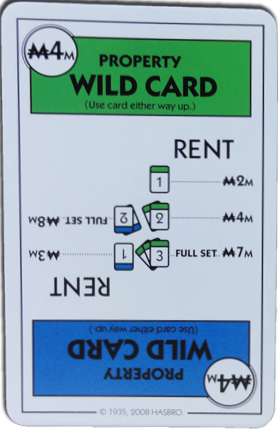 ₩4M
PROPERTY
WILD CARD
(Use card either way up.)
RENT
1 ₩2M
2 ₩4M
3 FULL SET ₩7M
₩4M
PROPERTY
WILD CARD
(Use card either way up.)
RENT
1 ₩3M
2 FULL SET ₩8M
© 1935, 2008 HASBRO.